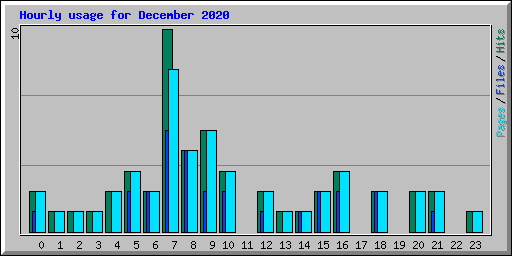 Hourly usage for December 2020
10
Pages/Files/Hits
0 1 2 3 4 5 6 7 8 9 10 11 12 13 14 15 16 17 18 19 20 21 22 23